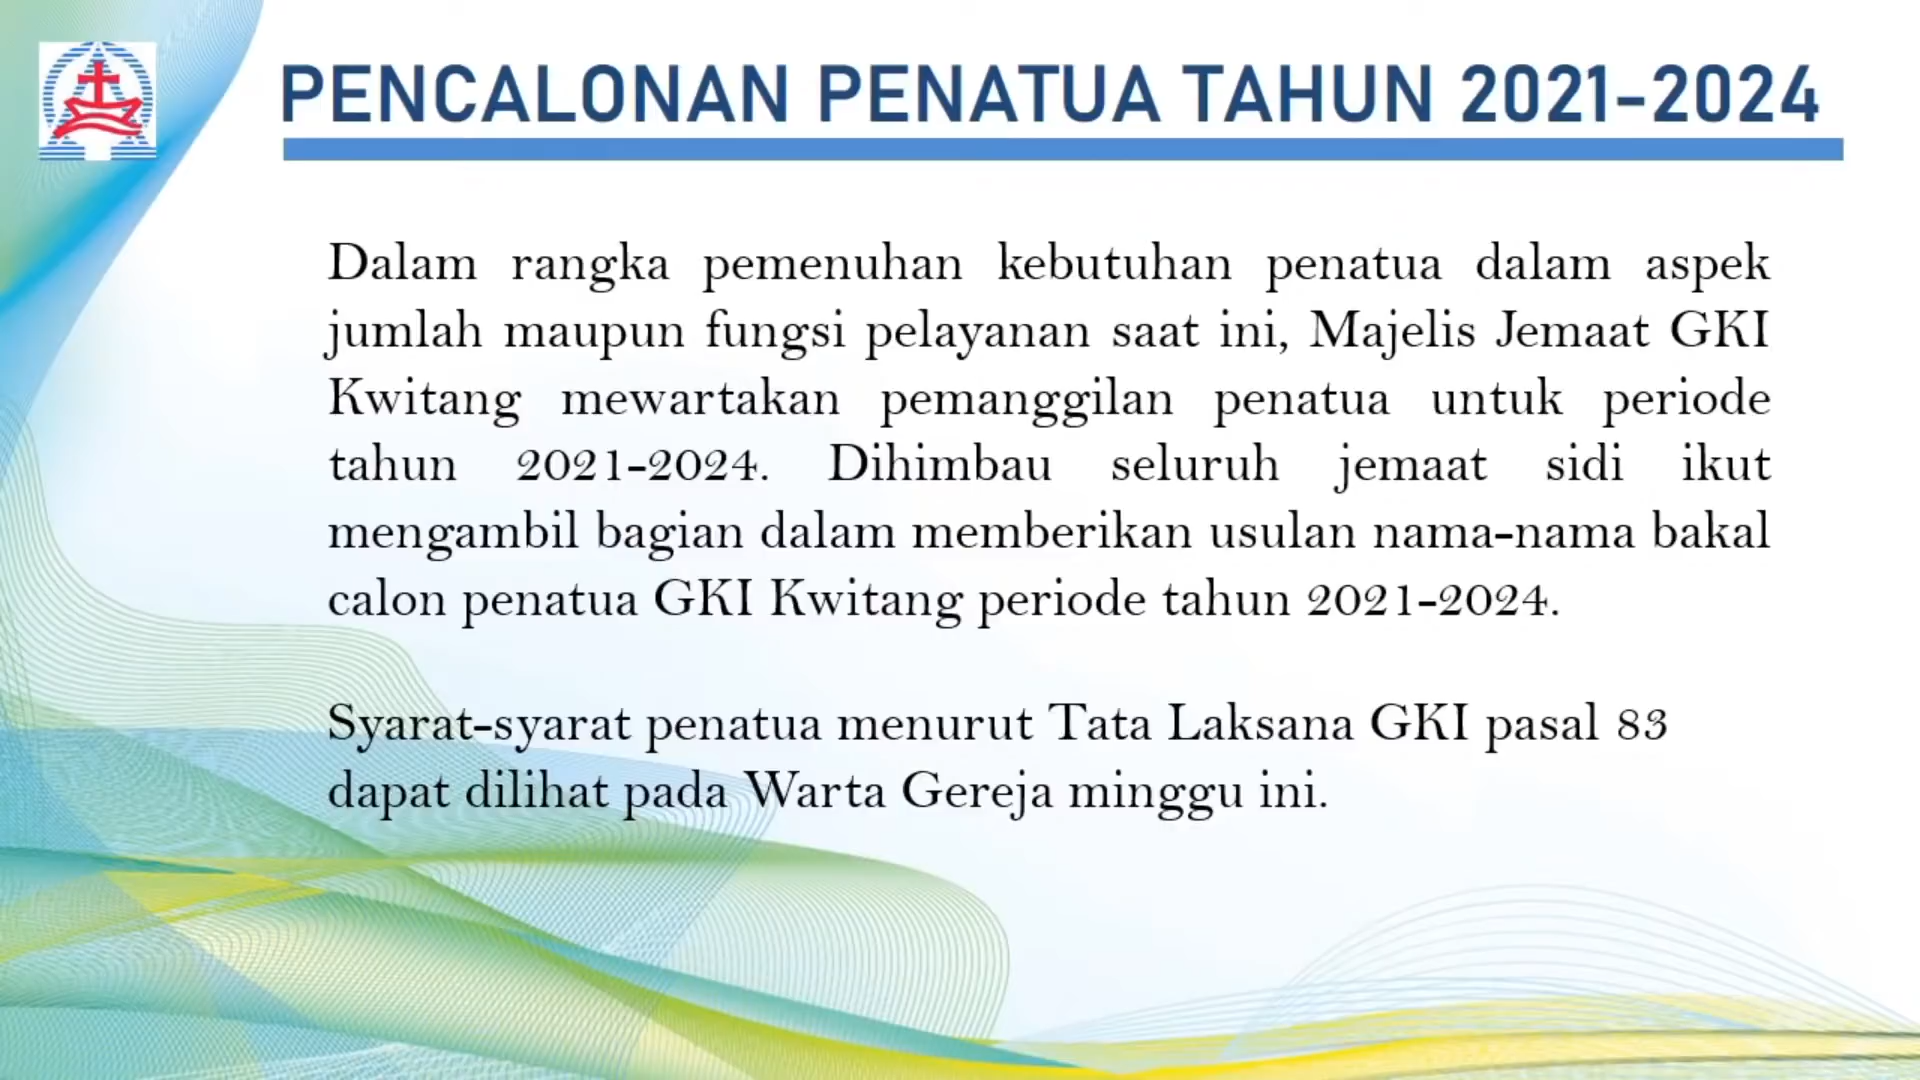 PENCALONAN PENATUA TAHUN 2021-2024
Dalam rangka pemenuhan kebutuhan penatua dalam aspek
jumlah maupun fungsi pelayanan saat ini, Majelis Jemaat GKI
Kwitang mewartakan pemanggilan penatua untuk periode
tahun 2021-2024. Dihimbau seluruh jemaat sidi ikut
mengambil bagian dalam memberikan usulan nama-nama bakal
calon penatua GKI Kwitang periode tahun 2021-2024.
Syarat-syarat penatua menurut Tata Laksana GKI pasal 83
dapat dilihat pada Warta Gereja minggu ini.